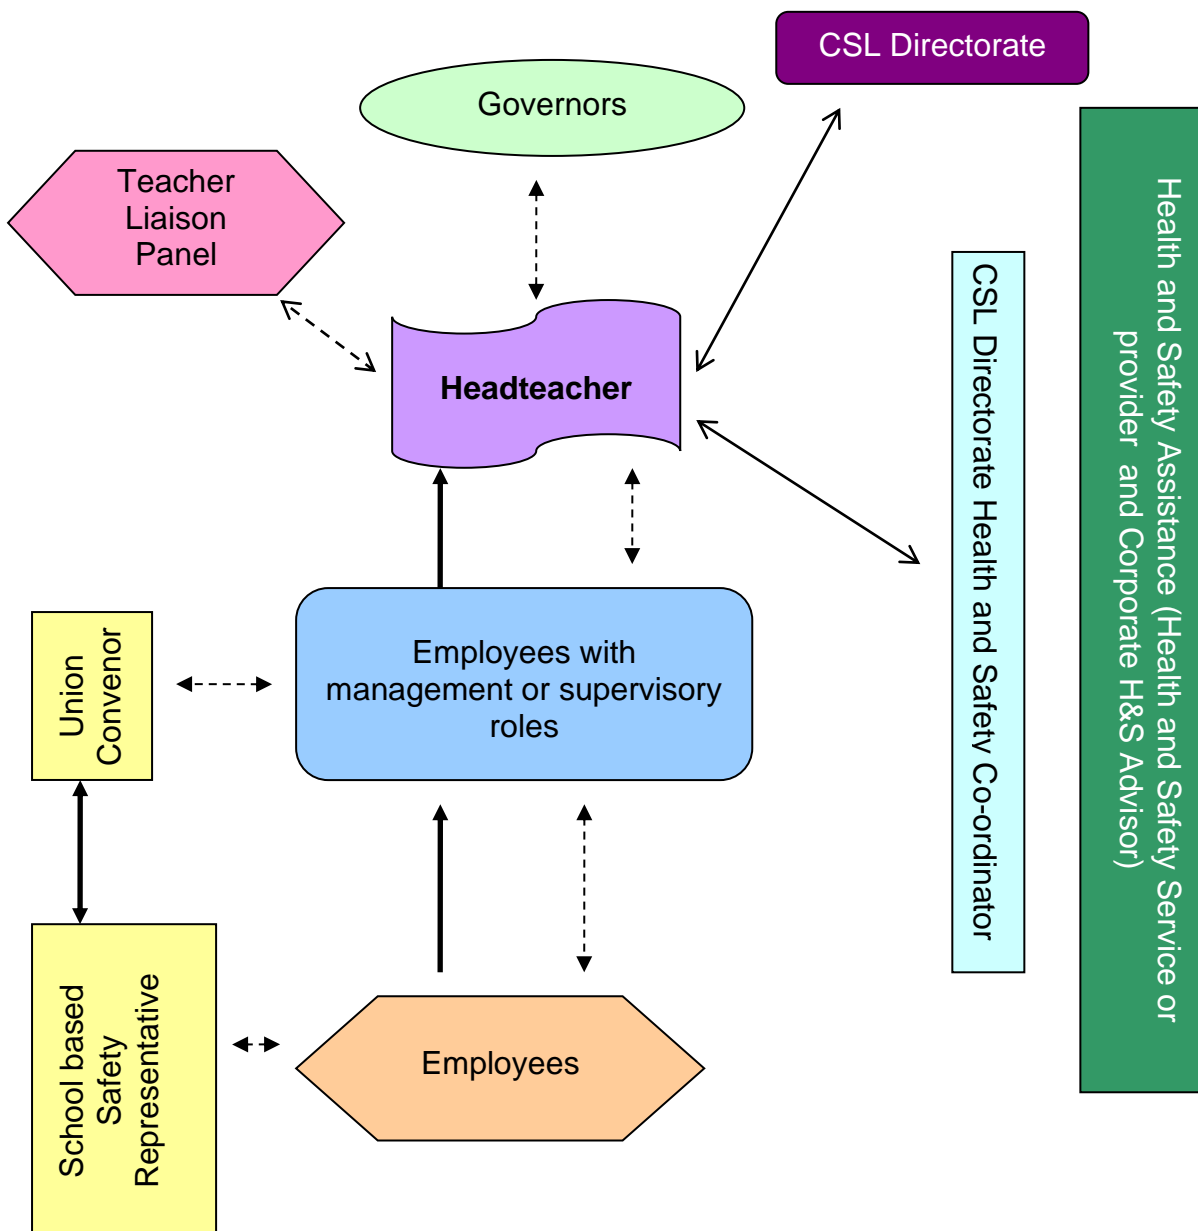 CSL Directorate
Governors
Teacher
Liaison
Panel
Headteacher
Employees with
management or supervisory
roles
Union
Convenor
School based
Safety
Representative
Employees
CSL Directorate Health and Safety Co-ordinator
Health and Safety Assistance (Health and Safety Service or
provider and Corporate H&S Advisor)